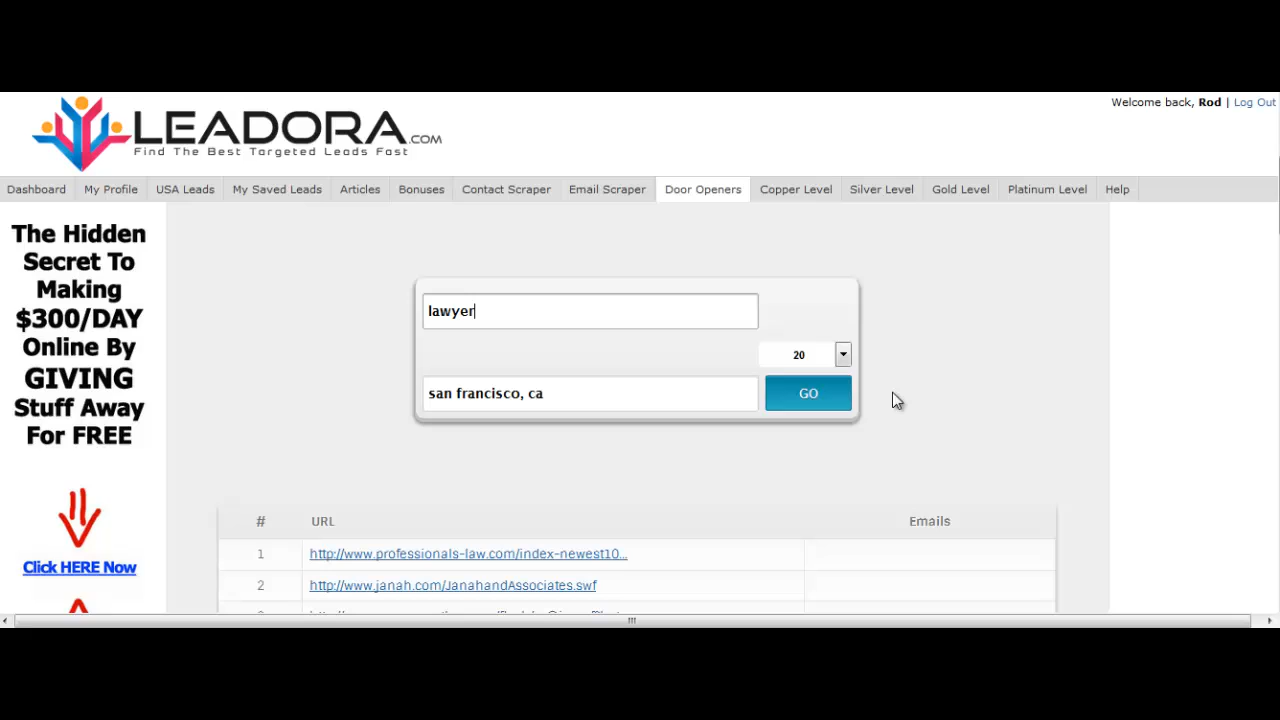 LEADORA.COM
Find The Best Targeted Leads Fast
Welcome back, Rod | Log Out
Dashboard My Profile USA Leads My Saved Leads Articles Bonuses Contact Scraper Email Scraper Door Openers Copper Level Silver Level Gold Level Platinum Level Help
The Hidden
Secret To
Making
$300/DAY
Online By
GIVING
Stuff Away
For FREE
Click HERE Now
lawyer
20
san francisco, ca
GO
# URL Emails
1 http://www.professionals-law.com/index-newest10...
2 http://www.janah.com/JanahandAssociates.swf